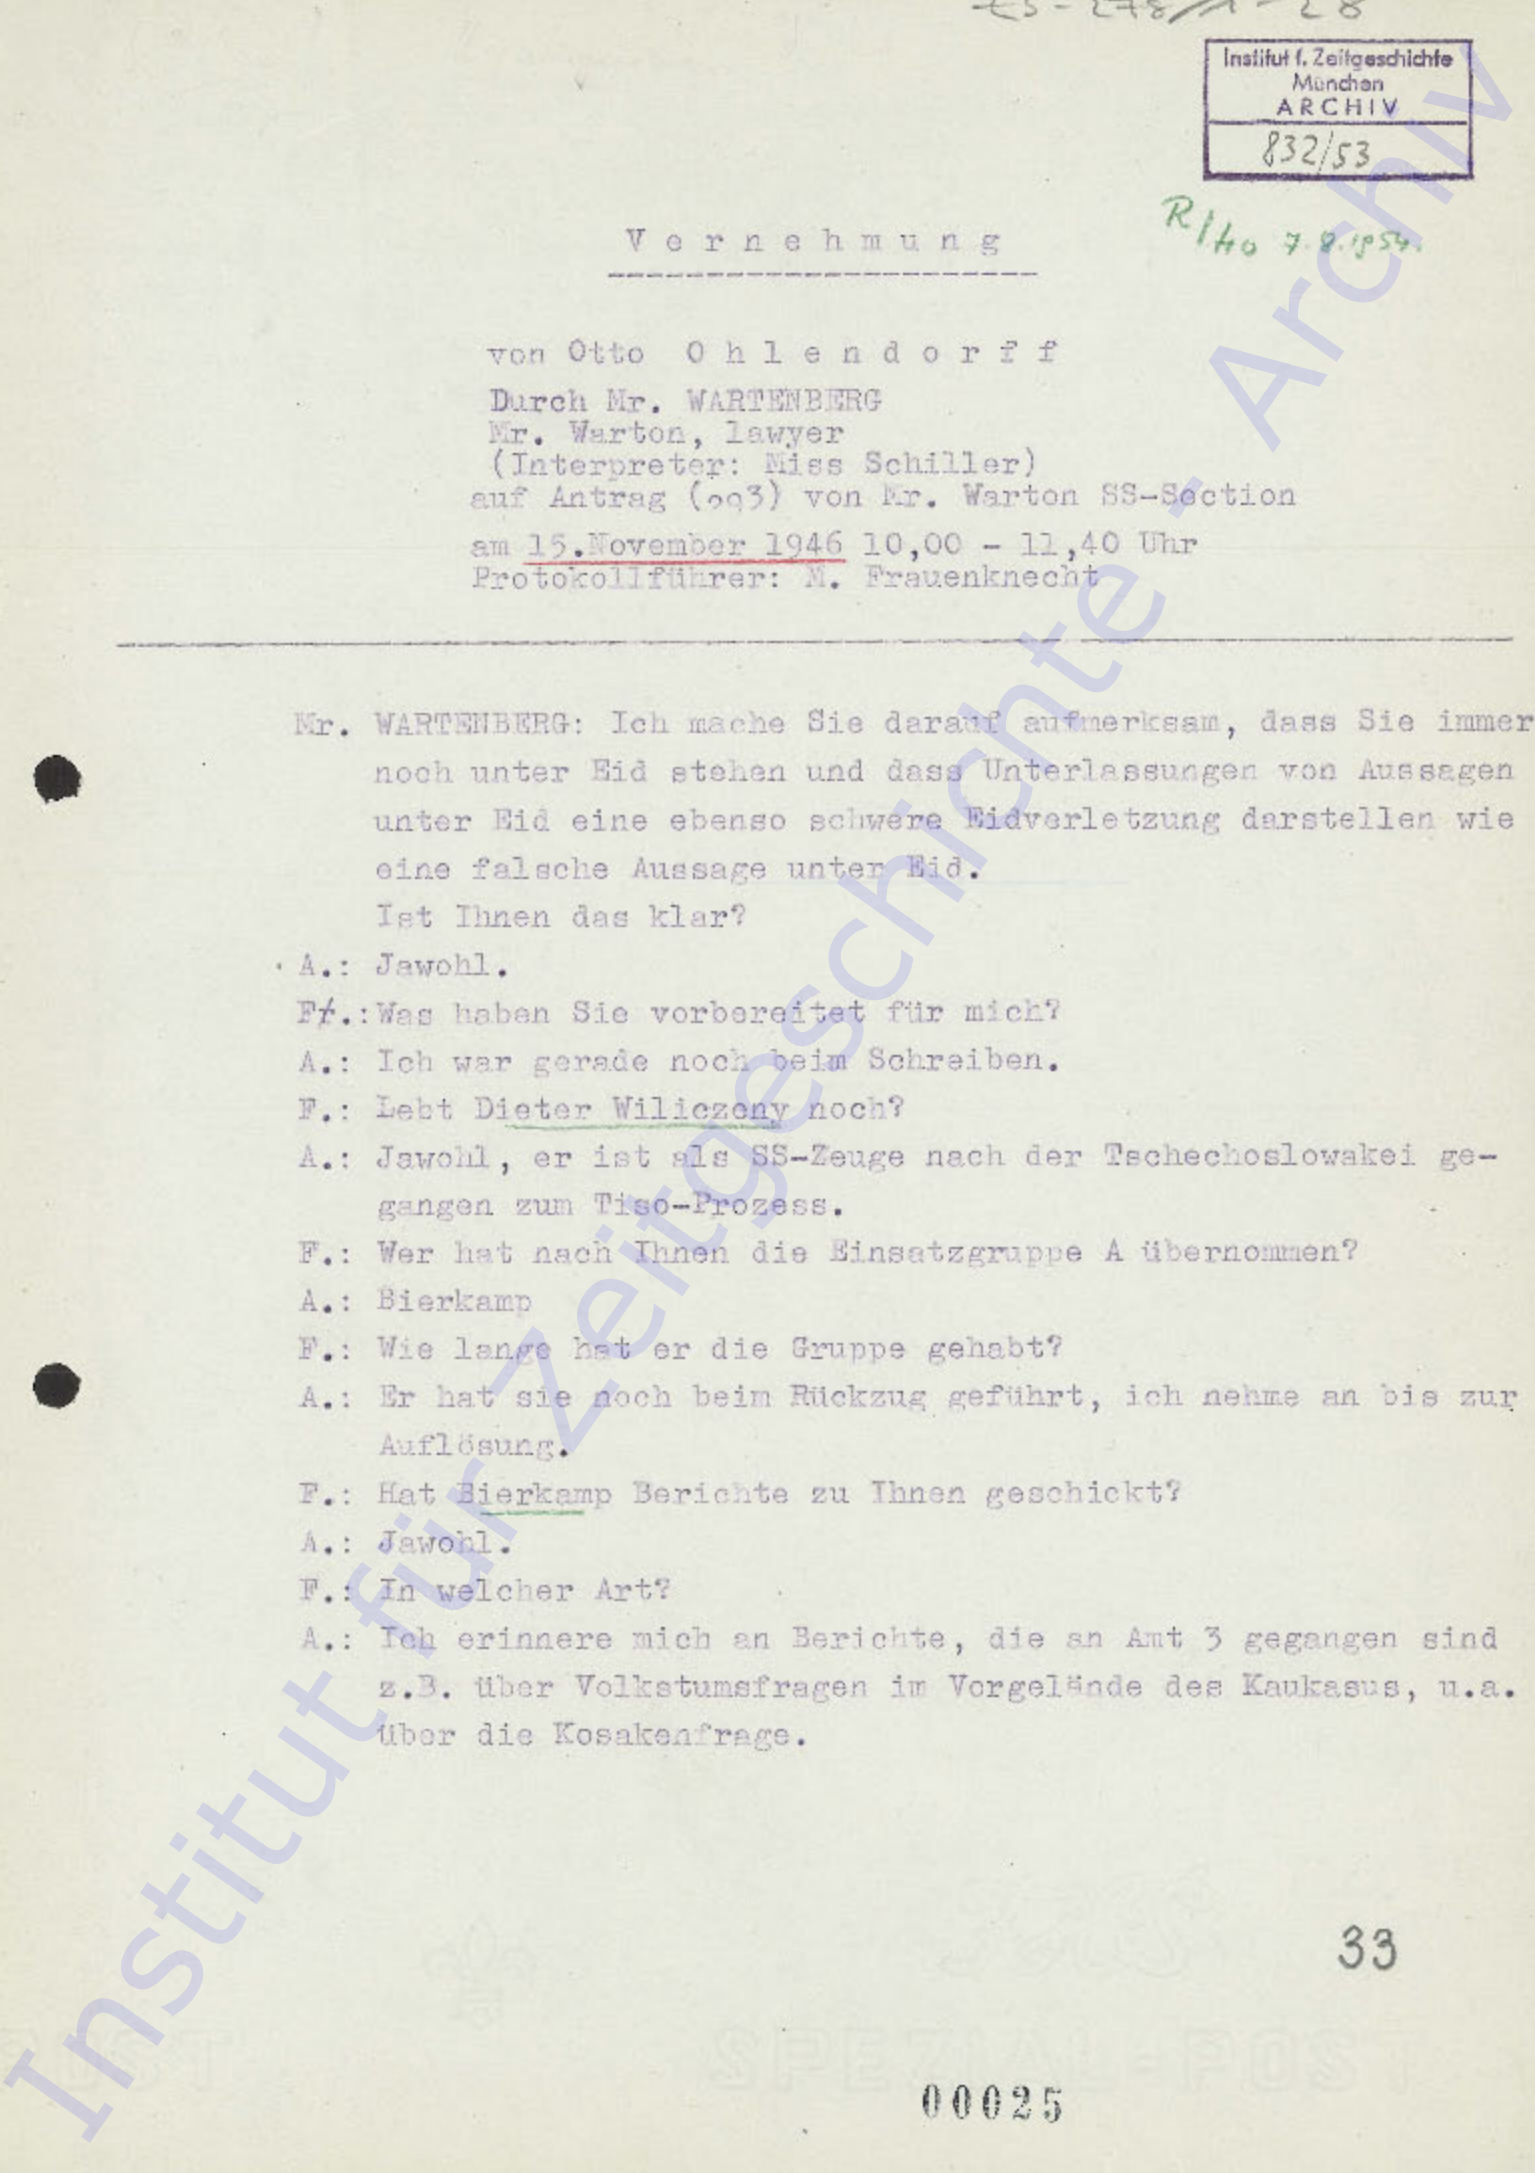 Institut f. Zeitgeschichte
München
ARCHIV
832/53
R/Ho 7.8.1954.
Vernehmung
von Otto Ohlendorff
Durch Mr. WARTENBERG
Mr. Warton, lawyer
(Interpreter: Miss Schiller)
auf Antrag (993) von Mr. Warton SS-Section
am 15.November 1946 10,00 - 11,40 Uhr
Protokollführer: M. Frauenknecht
Mr. WARTENBERG: Ich mache Sie darauf aufmerksam, dass Sie immer
noch unter Eid stehen und dass Unterlassungen von Aussagen
unter Eid eine ebenso schwere Eidverletzung darstellen wie
eine falsche Aussage unter Eid.
Ist Ihnen das klar?
A.: Jawohl.
F.: Was haben Sie vorbereitet für mich?
A.: Ich war gerade noch beim Schreiben.
F.: Lebt Dieter Wiliczeny noch?
A.: Jawohl, er ist als SS-Zeuge nach der Tschechoslowakei ge-
gangen zum Tiso-Prozess.
F.: Wer hat nach Ihnen die Einsatzgruppe A übernommen?
A.: Bierkamp
F.: Wie lange hat er die Gruppe gehabt?
A.: Er hat sie noch beim Rückzug geführt, ich nehme an bis zur
Auflösung.
F.: Hat Bierkamp Berichte zu Ihnen geschickt?
A.: Jawohl.
F.: In welcher Art?
A.: Ich erinnere mich an Berichte, die an Amt 3 gegangen sind
z.B. über Volkstumsfragen im Vorgelände des Kaukasus, u.a.
über die Kosakenfrage.
33
SPEZIAL-POST
00025
Institut für Zeitgeschichte - Archiv